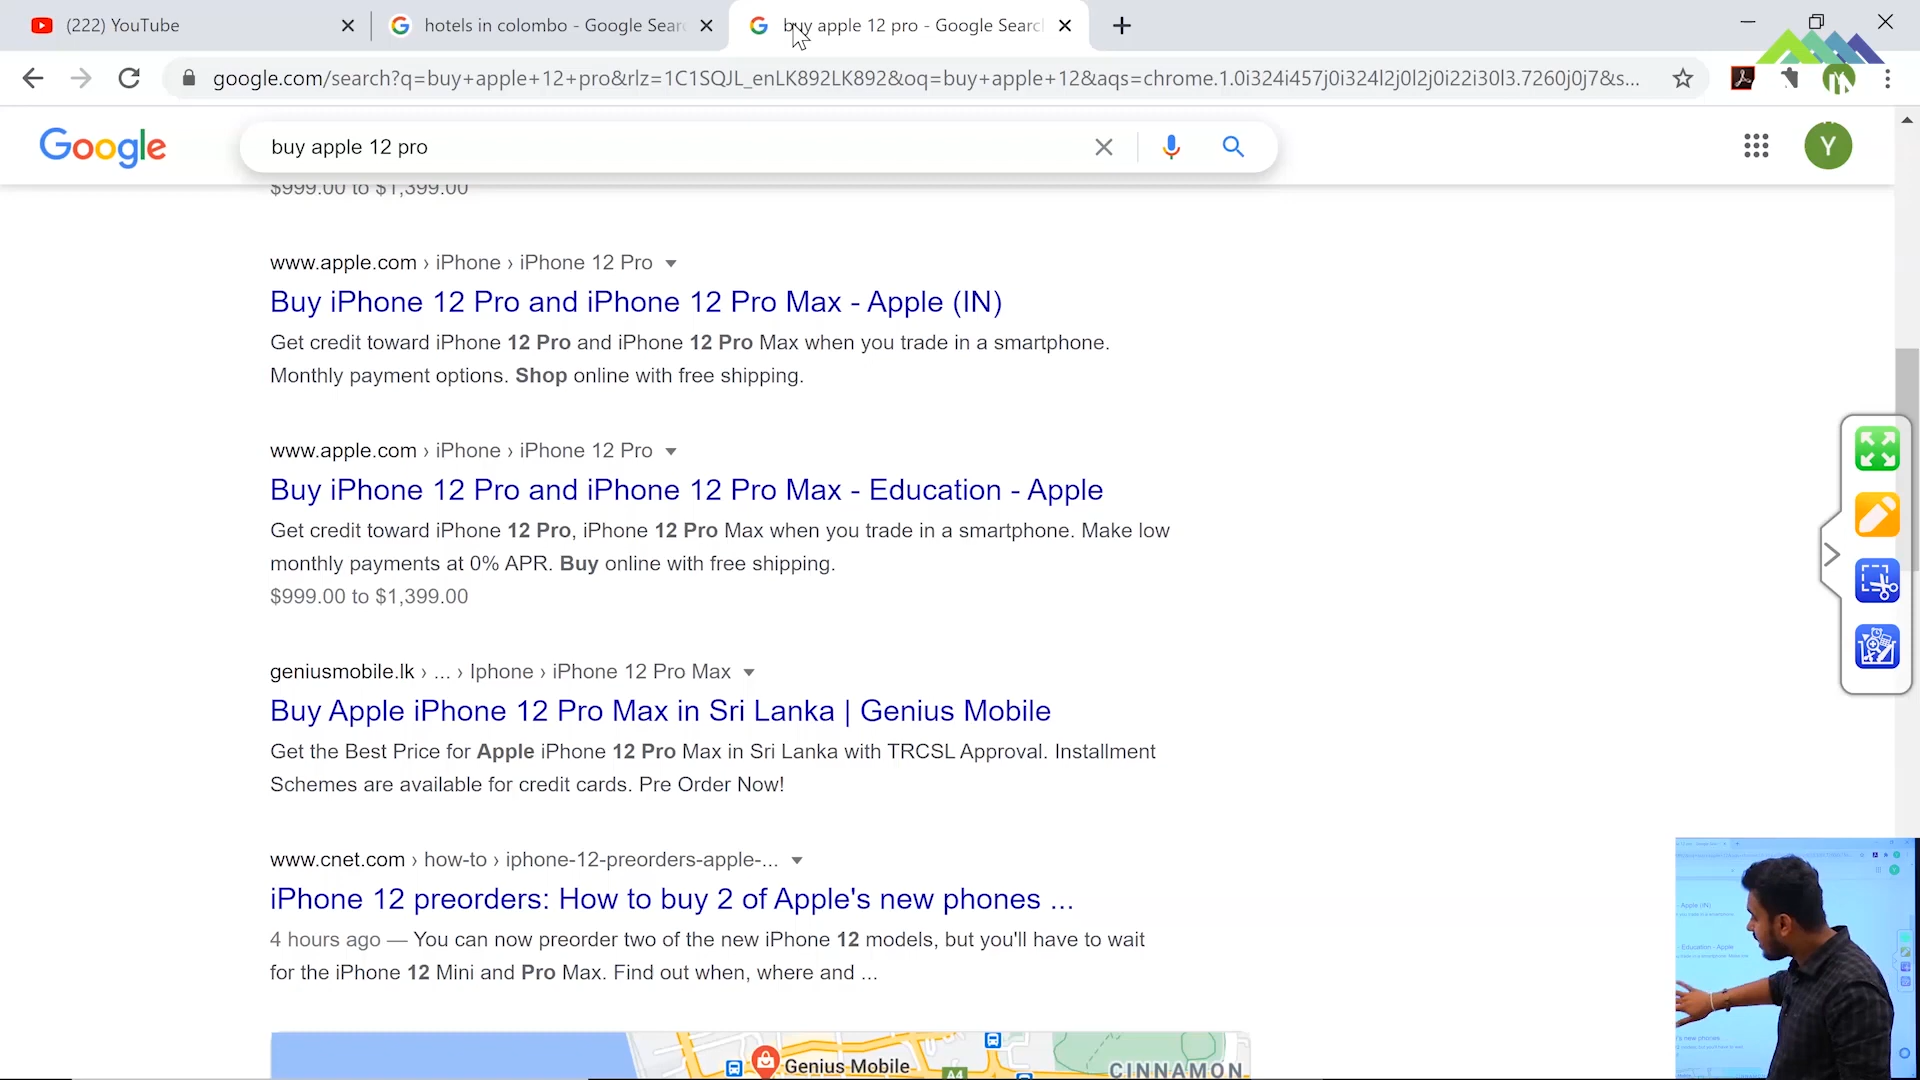 (222) YouTube
hotels in colombo - Google Sear
buy apple 12 pro - Google Searc
google.com/search?q=buy+apple+12+pro&rlz=1C1SQJL_enLK892LK892&oq=buy+apple+12&aqs=chrome.1.0i324i457j0i324l2j0l2j0i22i30l3.7260j0j7&s...
Google
buy apple 12 pro
Y
$999.00 to $1,399.00
www.apple.com › iPhone › iPhone 12 Pro
Buy iPhone 12 Pro and iPhone 12 Pro Max - Apple (IN)
Get credit toward iPhone 12 Pro and iPhone 12 Pro Max when you trade in a smartphone.
Monthly payment options. Shop online with free shipping.
www.apple.com › iPhone › iPhone 12 Pro
Buy iPhone 12 Pro and iPhone 12 Pro Max - Education - Apple
Get credit toward iPhone 12 Pro, iPhone 12 Pro Max when you trade in a smartphone. Make low
monthly payments at 0% APR. Buy online with free shipping.
$999.00 to $1,399.00
geniusmobile.lk › ... › Iphone › iPhone 12 Pro Max
Buy Apple iPhone 12 Pro Max in Sri Lanka | Genius Mobile
Get the Best Price for Apple iPhone 12 Pro Max in Sri Lanka with TRCSL Approval. Installment
Schemes are available for credit cards. Pre Order Now!
www.cnet.com › how-to › iphone-12-preorders-apple-...
iPhone 12 preorders: How to buy 2 of Apple's new phones ...
4 hours ago — You can now preorder two of the new iPhone 12 models, but you'll have to wait
for the iPhone 12 Mini and Pro Max. Find out when, where and ...
Genius Mobile
A4
CINNAMON
- Apple (IN)
- Education - Apple